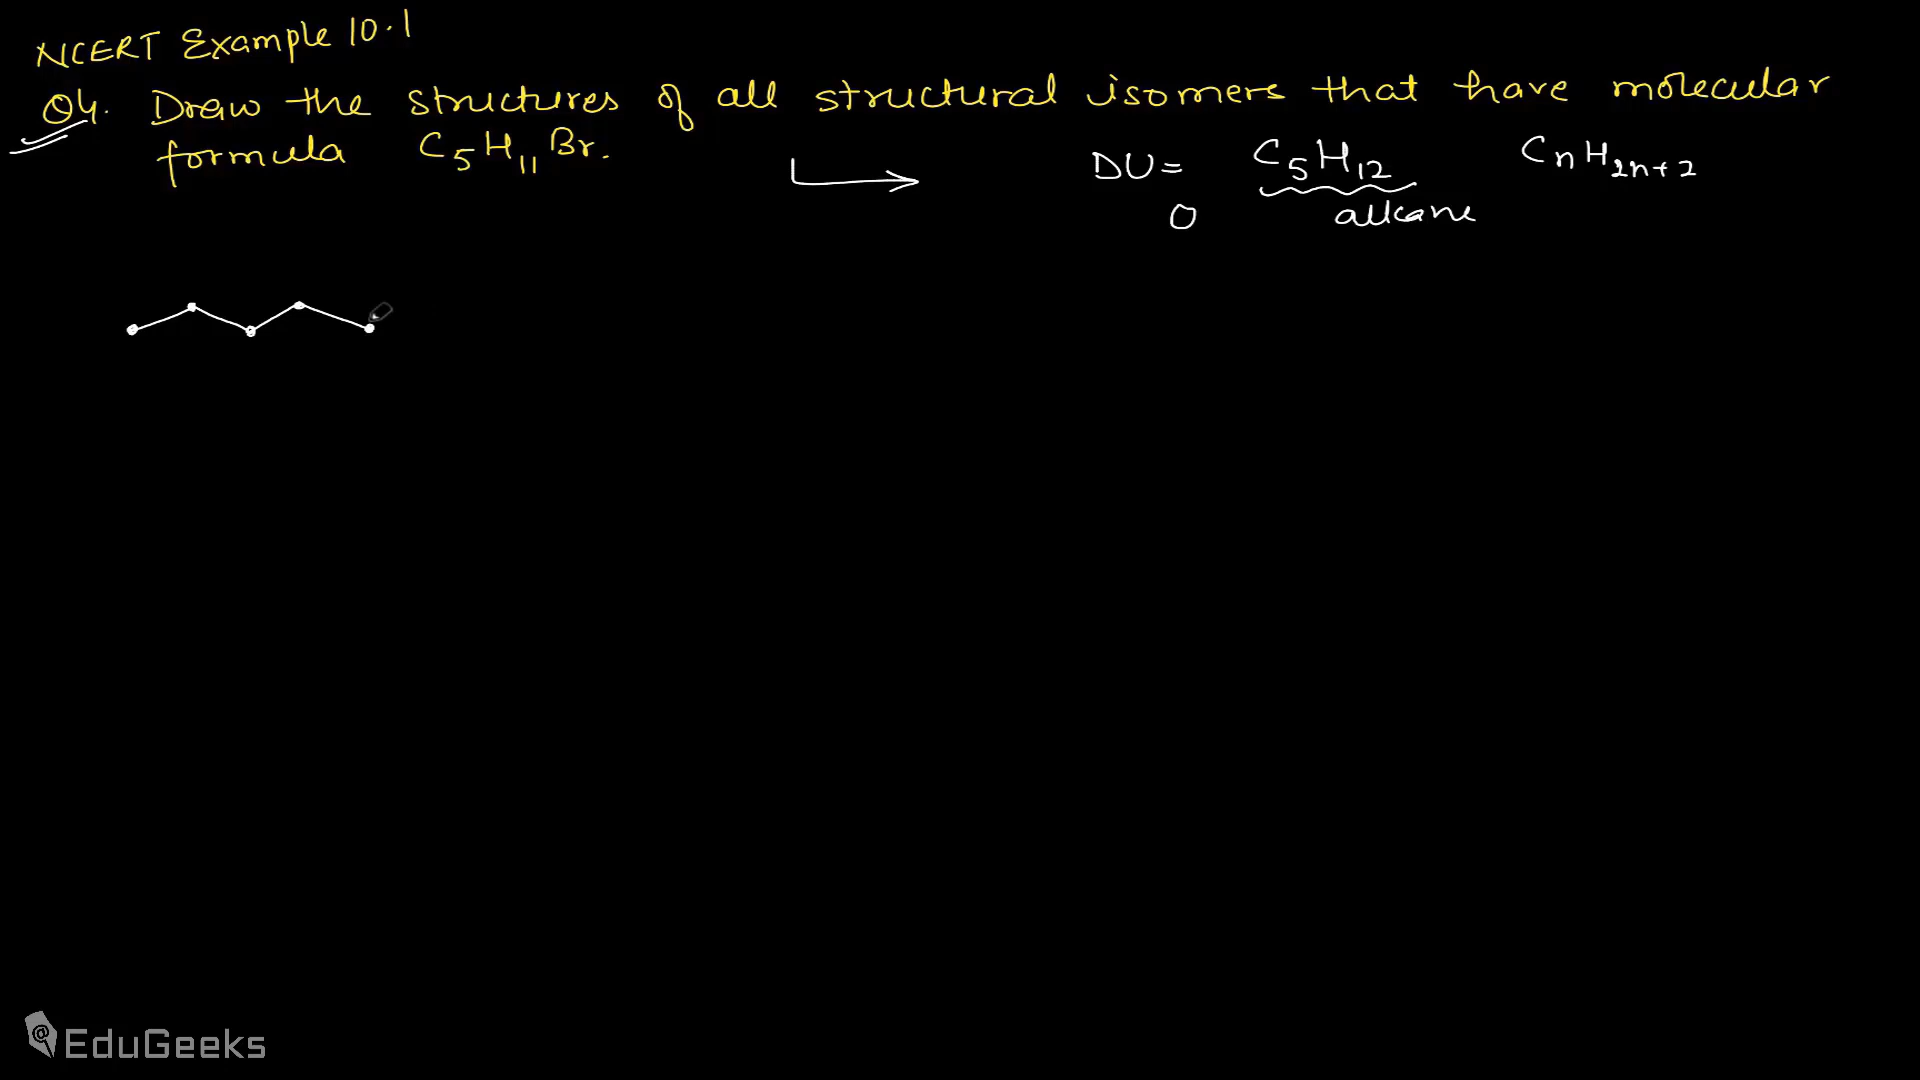 NCERT Example 10.1
Q4. Draw the structures of all structural isomers that have molecular
formula C₅H₁₁Br.
DU = C₅H₁₂ CₙH₂ₙ₊₂
0 alkane
@EduGeeks